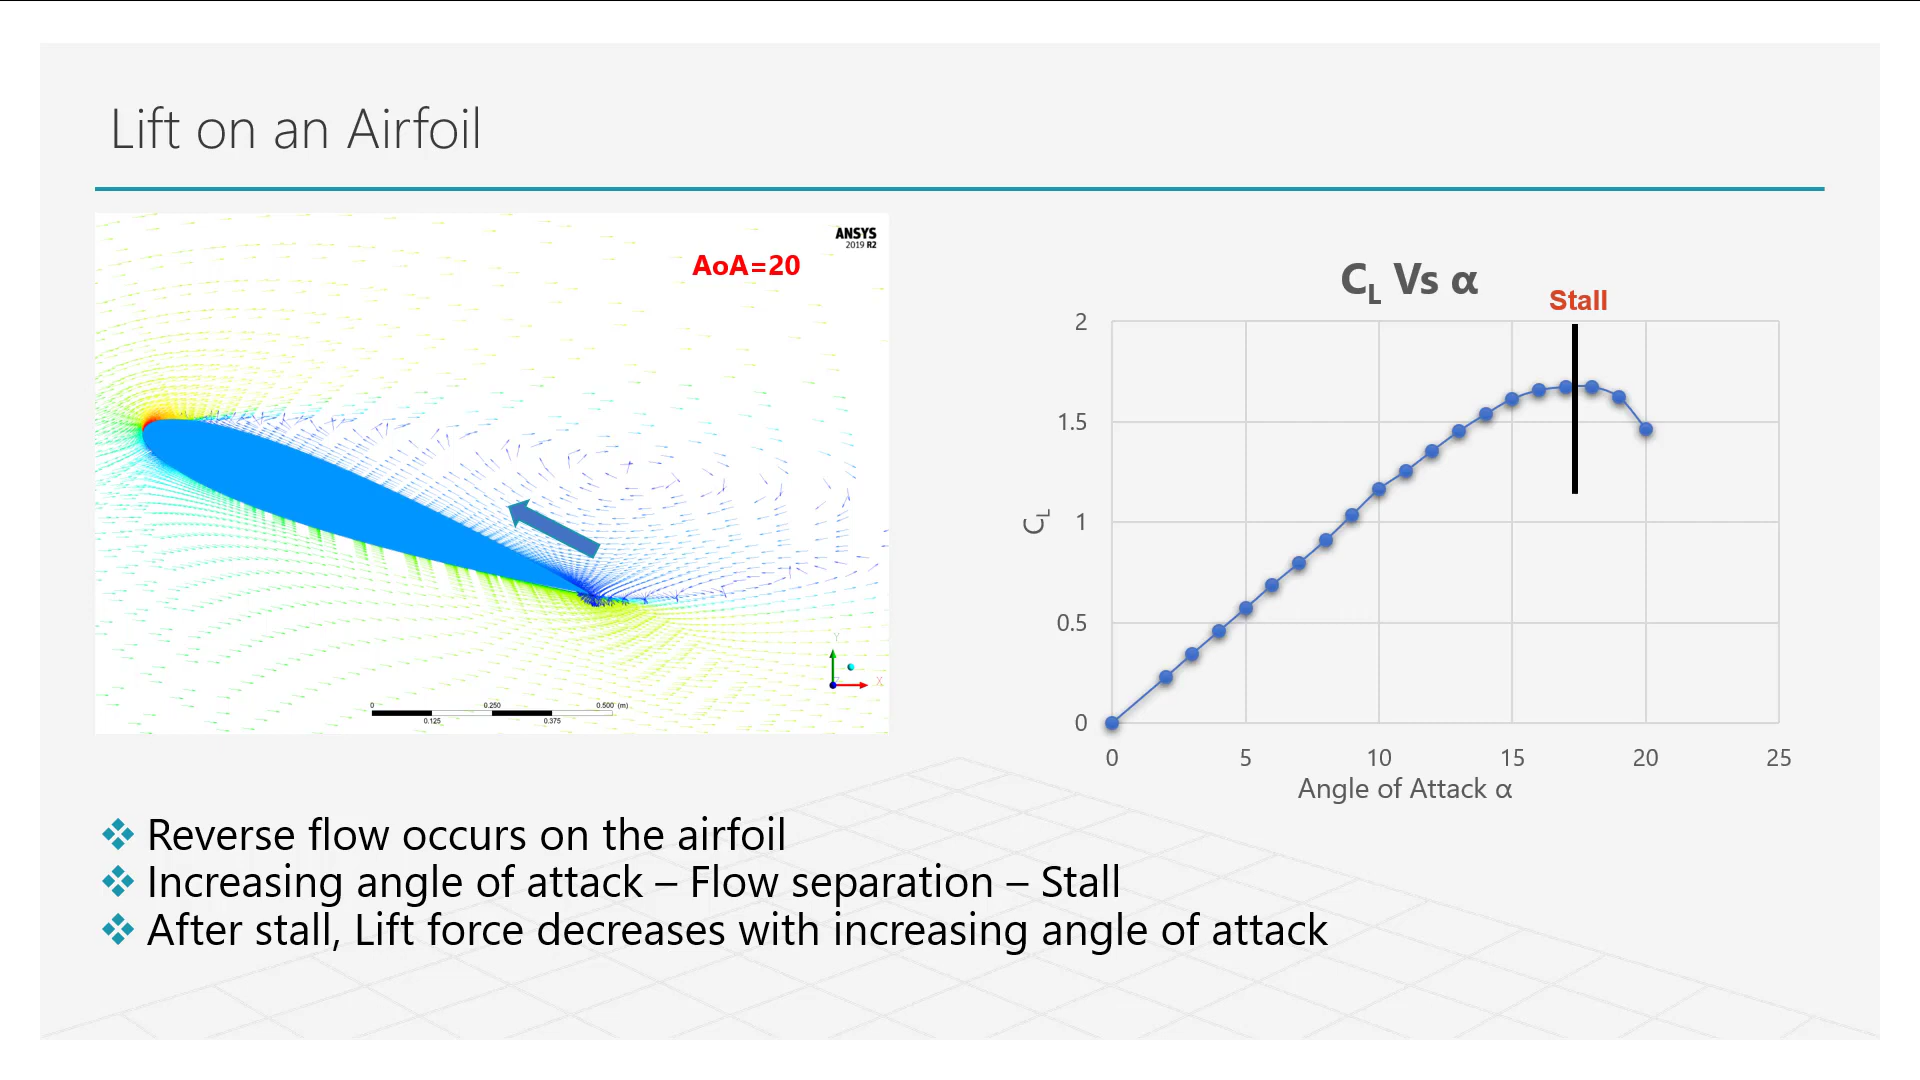 Lift on an Airfoil
ANSYS
2019 R2
AoA=20
Y
X
0 0.250 0.500 (m)
0.125 0.375
C_L Vs α
Stall
2
1.5
1
0.5
0
C_L
0 5 10 15 20 25
Angle of Attack α
❖ Reverse flow occurs on the airfoil
❖ Increasing angle of attack – Flow separation – Stall
❖ After stall, Lift force decreases with increasing angle of attack